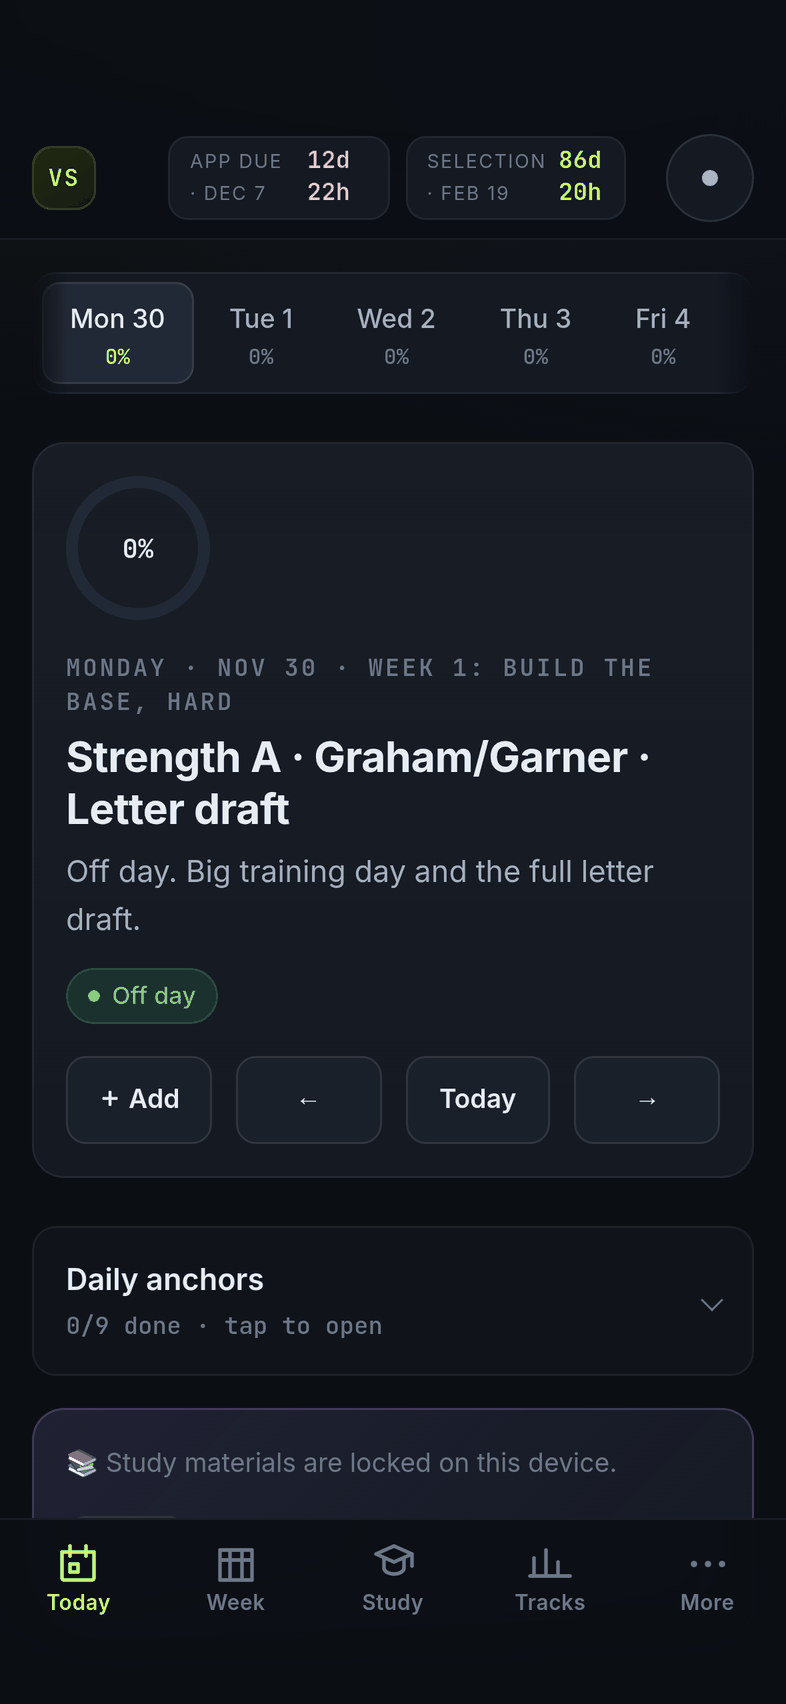 VS
APP DUE 12d
· DEC 7 22h
SELECTION 86d
· FEB 19 20h
Mon 30
0%
Tue 1
0%
Wed 2
0%
Thu 3
0%
Fri 4
0%
0%
MONDAY · NOV 30 · WEEK 1: BUILD THE
BASE, HARD
Strength A · Graham/Garner ·
Letter draft
Off day. Big training day and the full letter
draft.
Off day
+ Add
←
Today
→
Daily anchors
0/9 done · tap to open
📚 Study materials are locked on this device.
Today
Week
Study
Tracks
More